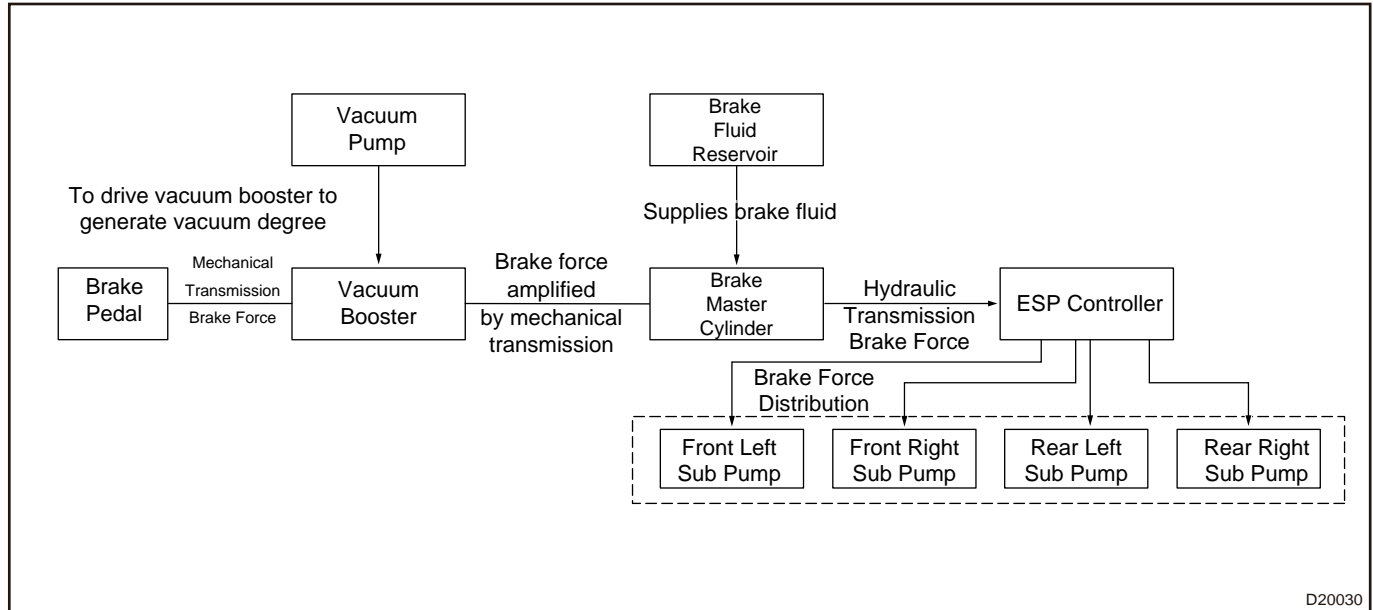 Vacuum
Pump
Brake
Fluid
Reservoir
To drive vacuum booster to
generate vacuum degree
Supplies brake fluid
Brake
Pedal
Mechanical
Transmission
Brake Force
Vacuum
Booster
Brake force
amplified
by mechanical
transmission
Brake
Master
Cylinder
Hydraulic
Transmission
Brake Force
ESP Controller
Brake Force
Distribution
Front Left
Sub Pump
Front Right
Sub Pump
Rear Left
Sub Pump
Rear Right
Sub Pump
D20030